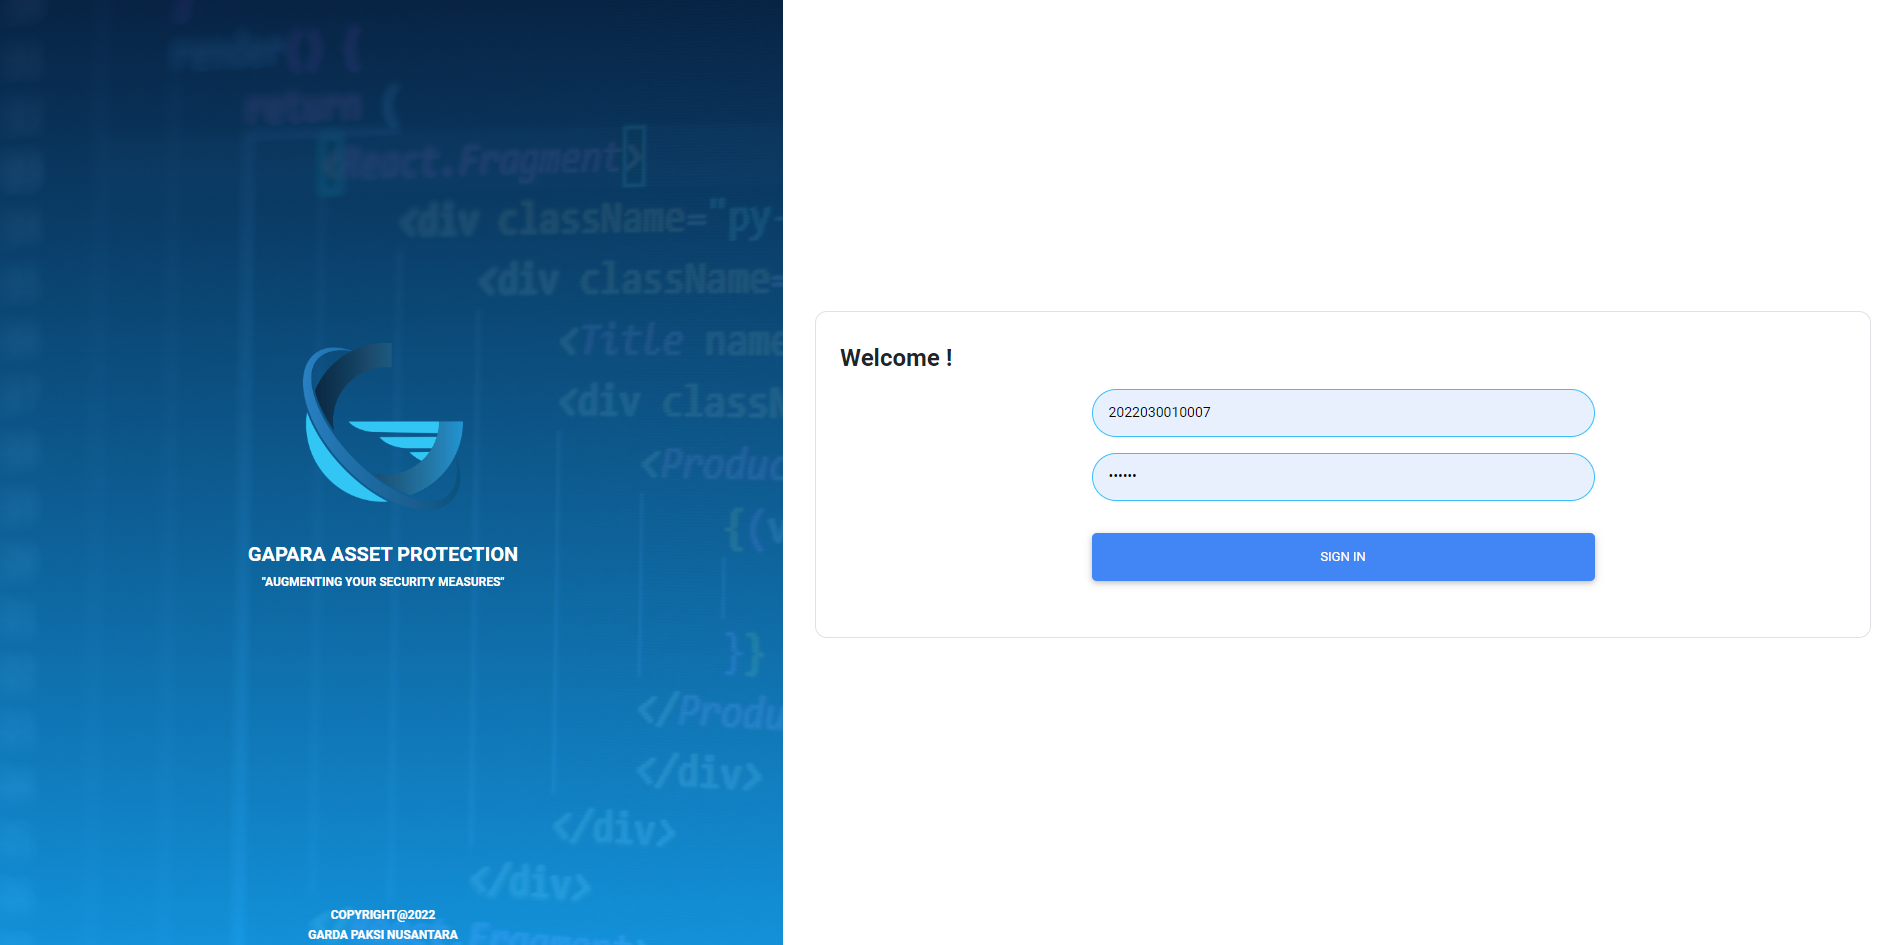 render() {
return (
<React.Fragment>
<div className="py-
<div className=
<Title name
<div classN
<Produc
{(v
}}
</Produ
</div>
</div>
</div>
GAPARA ASSET PROTECTION
"AUGMENTING YOUR SECURITY MEASURES"
COPYRIGHT@2022
GARDA PAKSI NUSANTARA
Fragment>
Welcome !
2022030010007
••••••
SIGN IN